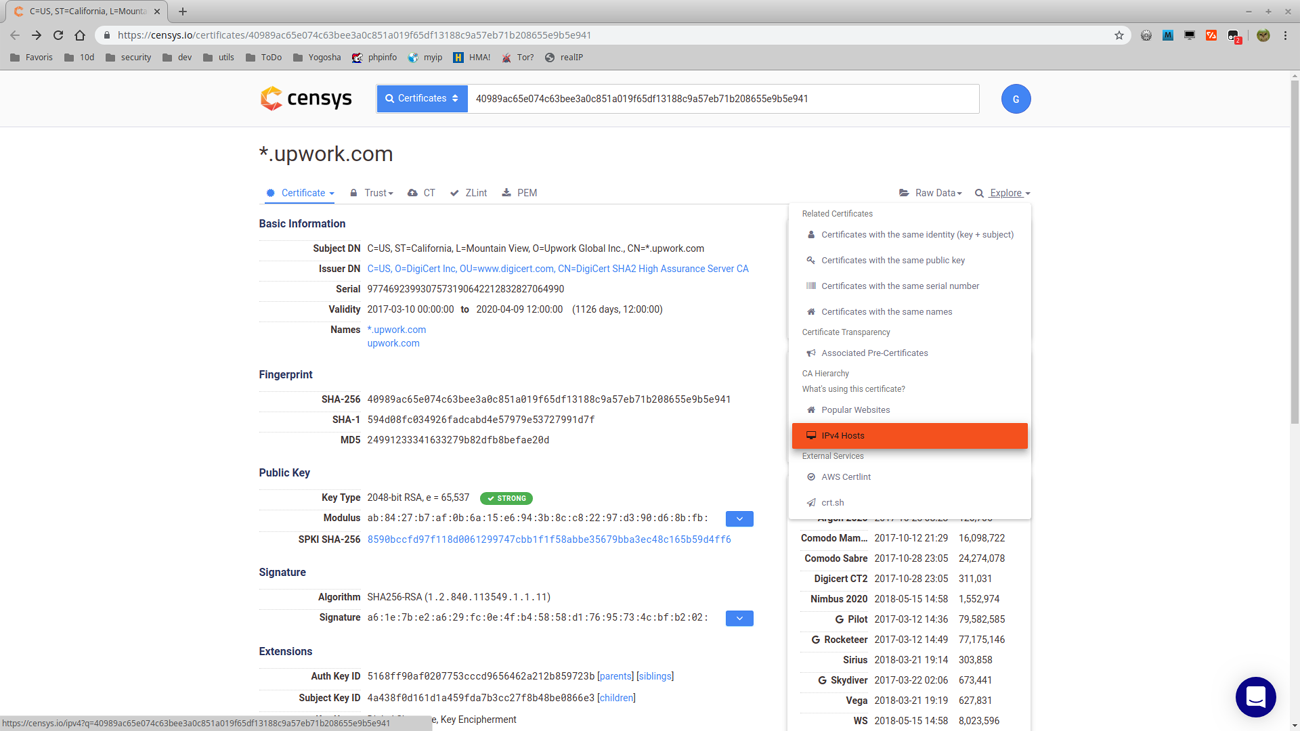 C=US, ST=California, L=Mounta
https://censys.io/certificates/40989ac65e074c63bee3a0c851a019f65df13188c9a57eb71b208655e9b5e941
Favoris 10d security dev utils ToDo Yogosha phpinfo myip HMA! Tor? realIP
censys
Certificates
40989ac65e074c63bee3a0c851a019f65df13188c9a57eb71b208655e9b5e941
G
*.upwork.com
Certificate Trust CT ZLint PEM Raw Data Explore
Basic Information
Subject DN C=US, ST=California, L=Mountain View, O=Upwork Global Inc., CN=*.upwork.com
Issuer DN C=US, O=DigiCert Inc, OU=www.digicert.com, CN=DigiCert SHA2 High Assurance Server CA
Serial 9774692399307573190642212832827064990
Validity 2017-03-10 00:00:00 to 2020-04-09 12:00:00 (1126 days, 12:00:00)
Names *.upwork.com
upwork.com
Fingerprint
SHA-256 40989ac65e074c63bee3a0c851a019f65df13188c9a57eb71b208655e9b5e941
SHA-1 594d08fc034926fadcabd4e57979e53727991d7f
MD5 24991233341633279b82dfb8befae20d
Public Key
Key Type 2048-bit RSA, e = 65,537 STRONG
Modulus ab:84:27:b7:af:0b:6a:15:e6:94:3b:8c:c8:22:97:d3:90:d6:8b:fb:
SPKI SHA-256 8590bccfd97f118d0061299747cbb1f1f58abbe35679bba3ec48c165b59d4ff6
Signature
Algorithm SHA256-RSA (1.2.840.113549.1.1.11)
Signature a6:1e:7b:e2:a6:29:fc:0e:4f:b4:58:58:d1:76:95:73:4c:bf:b2:02:
Extensions
Auth Key ID 5168ff90af0207753cccd9656462a212b859723b [parents] [siblings]
Subject Key ID 4a438f0d161d1a459fda7b3cc27f8b48be0866e3 [children]
e, Key Encipherment
Related Certificates
Certificates with the same identity (key + subject)
Certificates with the same public key
Certificates with the same serial number
Certificates with the same names
Certificate Transparency
Associated Pre-Certificates
CA Hierarchy
What's using this certificate?
Popular Websites
IPv4 Hosts
External Services
AWS Certlint
crt.sh
Comodo Mam... 2017-10-12 21:29 16,098,722
Comodo Sabre 2017-10-28 23:05 24,274,078
Digicert CT2 2017-10-28 23:05 311,031
Nimbus 2020 2018-05-15 14:58 1,552,974
Pilot 2017-03-12 14:36 79,582,585
Rocketeer 2017-03-12 14:49 77,175,146
Sirius 2018-03-21 19:14 303,858
Skydiver 2017-03-22 02:06 673,441
Vega 2018-03-21 19:19 627,831
WS 2018-05-15 14:58 8,023,596
https://censys.io/ipv4?q=40989ac65e074c63bee3a0c851a019f65df13188c9a57eb71b208655e9b5e941